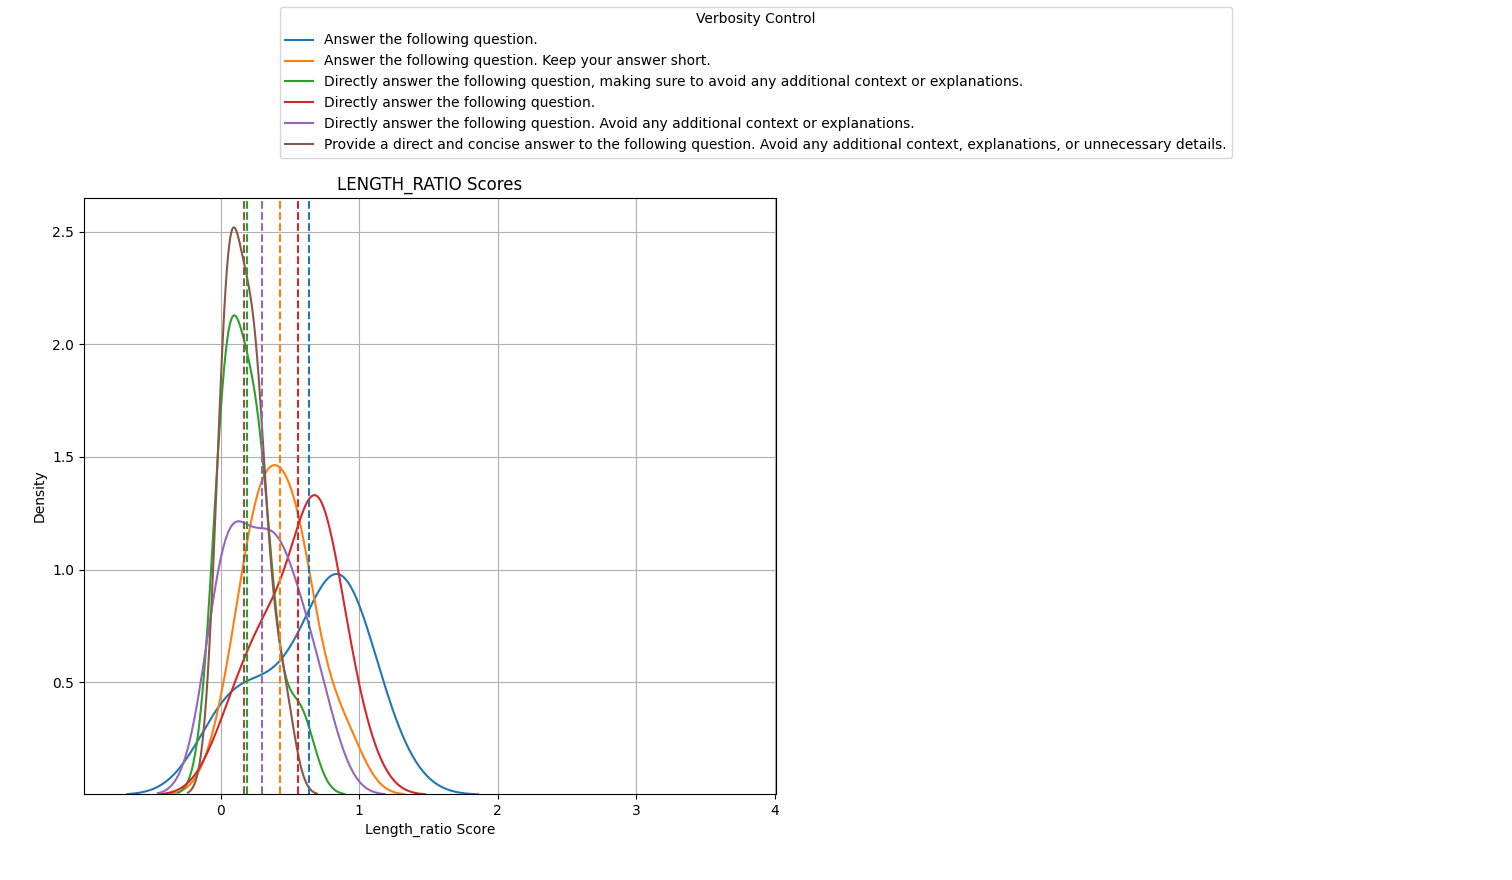 Verbosity Control
Answer the following question.
Answer the following question. Keep your answer short.
Directly answer the following question, making sure to avoid any additional context or explanations.
Directly answer the following question.
Directly answer the following question. Avoid any additional context or explanations.
Provide a direct and concise answer to the following question. Avoid any additional context, explanations, or unnecessary details.
LENGTH_RATIO Scores
2.5
2.0
1.5
1.0
0.5
Density
0 1 2 3 4
Length_ratio Score